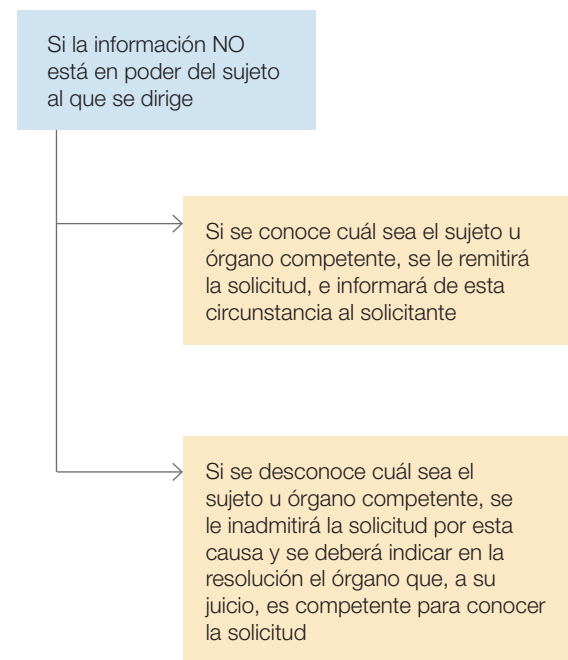 Si la información NO
está en poder del sujeto
al que se dirige
Si se conoce cuál sea el sujeto u
órgano competente, se le remitirá
la solicitud, e informará de esta
circunstancia al solicitante
Si se desconoce cuál sea el
sujeto u órgano competente, se
le inadmitirá la solicitud por esta
causa y se deberá indicar en la
resolución el órgano que, a su
juicio, es competente para conocer
la solicitud